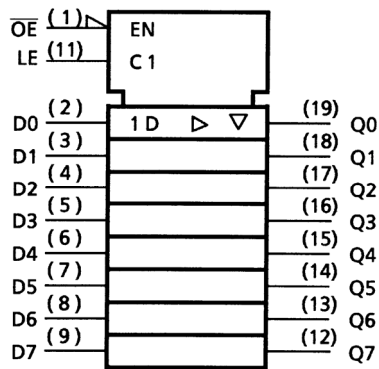 OE (1) EN
LE (11) C1
D0 (2) 1D (19) Q0
D1 (3) (18) Q1
D2 (4) (17) Q2
D3 (5) (16) Q3
D4 (6) (15) Q4
D5 (7) (14) Q5
D6 (8) (13) Q6
D7 (9) (12) Q7